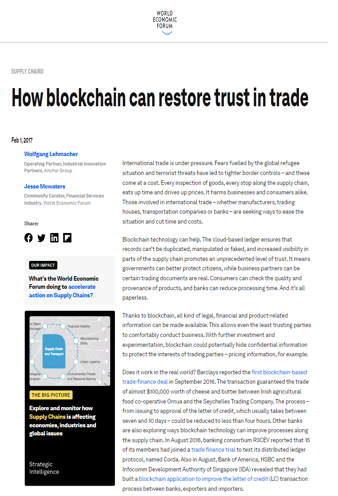 WORLD
ECONOMIC
FORUM
SUPPLY CHAINS
How blockchain can restore trust in trade
Feb 1, 2017
Wolfgang Lehmacher
Operating Partner, Industrial Innovation
Partners, Anchor Group
Jesse Mcwaters
Community Curator, Financial Services
Industry, World Economic Forum
Share:
OUR IMPACT
What's the World Economic
Forum doing to accelerate
action on Supply Chains?
Supply Chain
and Transport
THE BIG PICTURE
Explore and monitor how
Supply Chains is affecting
economies, industries and
global issues
Strategic
Intelligence
International trade is under pressure. Fears fuelled by the global refugee
situation and terrorist threats have led to tighter border controls – and these
come at a cost. Every inspection of goods, every stop along the supply chain,
eats up time and drives up prices. It harms businesses and consumers alike.
Those involved in international trade – whether manufacturers, trading
houses, transportation companies or banks – are seeking ways to ease the
situation and cut time and costs.
Blockchain technology can help. The cloud-based ledger ensures that
records can't be duplicated, manipulated or faked, and increased visibility in
parts of the supply chain promotes an unprecedented level of trust. It means
governments can better protect citizens, while business partners can be
certain trading documents are real. Consumers can check the quality and
provenance of products, and banks can reduce processing time. And it's all
paperless.
Thanks to blockchain, all kind of legal, financial and product-related
information can be made available. This allows even the least trusting parties
to comfortably conduct business. With further investment and
experimentation, blockchain could potentially hide confidential information
to protect the interests of trading parties – pricing information, for example.
Does it work in the real world? Barclays reported the first blockchain-based
trade-finance deal in September 2016. The transaction guaranteed the trade
of almost $100,000 worth of cheese and butter between Irish agricultural
food co-operative Ornua and the Seychelles Trading Company. The process –
from issuing to approval of the letter of credit, which usually takes between
seven and 10 days – could be reduced to less than four hours. Other banks
are also exploring ways blockchain technology can improve processes along
the supply chain. In August 2016, banking consortium R3CEV reported that 15
of its members had joined a trade finance trial to test its distributed ledger
protocol, named Corda. Also in August, Bank of America, HSBC and the
Infocomm Development Authority of Singapore (IDA) revealed that they had
built a blockchain application to improve the letter of credit (LC) transaction
process between banks, exporters and importers.